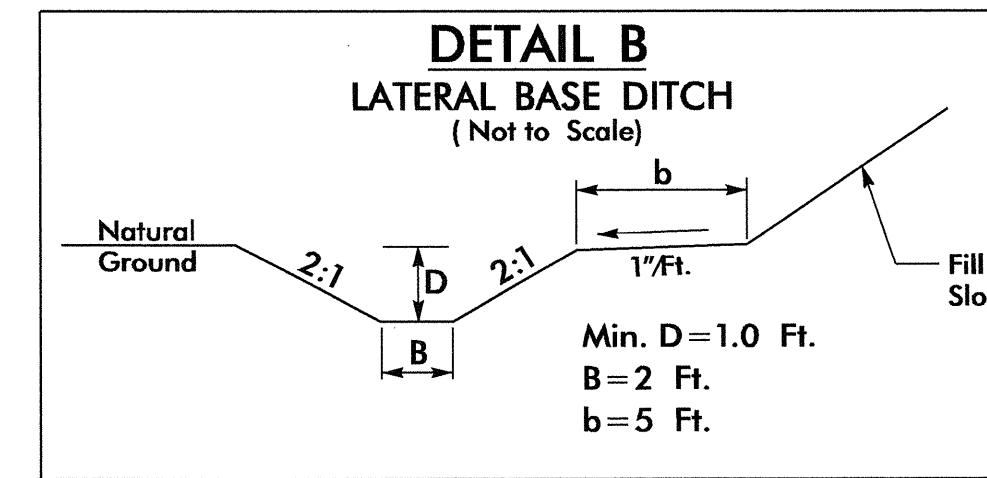 DETAIL B
LATERAL BASE DITCH
( Not to Scale)
b
Natural
Ground
2:1
D
2:1
1"/Ft.
Fill
Slo
B
Min. D=1.0 Ft.
B=2 Ft.
b=5 Ft.